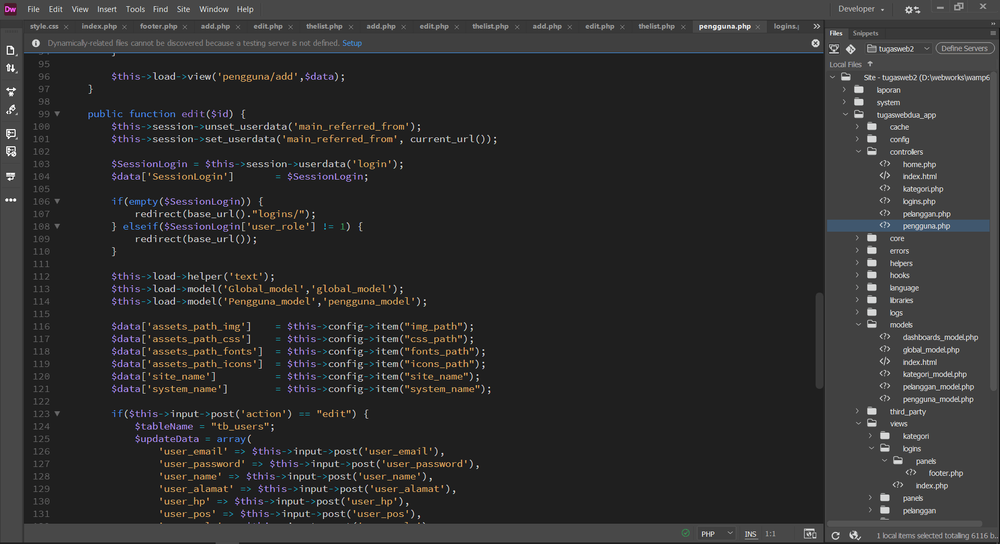 Dw File Edit View Insert Tools Find Site Window Help Developer
style.css index.php footer.php add.php edit.php thelist.php add.php edit.php thelist.php add.php edit.php thelist.php pengguna.php logins.p
Dynamically-related files cannot be discovered because a testing server is not defined. Setup
95
96 $this->load->view('pengguna/add',$data);
97 }
98
99 public function edit($id) {
100 $this->session->unset_userdata('main_referred_from');
101 $this->session->set_userdata('main_referred_from', current_url());
102
103 $SessionLogin = $this->session->userdata('login');
104 $data['SessionLogin'] = $SessionLogin;
105
106 if(empty($SessionLogin)) {
107 redirect(base_url()."logins/");
108 } elseif($SessionLogin['user_role'] != 1) {
109 redirect(base_url());
110 }
111
112 $this->load->helper('text');
113 $this->load->model('Global_model','global_model');
114 $this->load->model('Pengguna_model','pengguna_model');
115
116 $data['assets_path_img'] = $this->config->item("img_path");
117 $data['assets_path_css'] = $this->config->item("css_path");
118 $data['assets_path_fonts'] = $this->config->item("fonts_path");
119 $data['assets_path_icons'] = $this->config->item("icons_path");
120 $data['site_name'] = $this->config->item("site_name");
121 $data['system_name'] = $this->config->item("system_name");
122
123 if($this->input->post('action') == "edit") {
124 $tableName = "tb_users";
125 $updateData = array(
126 'user_email' => $this->input->post('user_email'),
127 'user_password' => $this->input->post('user_password'),
128 'user_name' => $this->input->post('user_name'),
129 'user_alamat' => $this->input->post('user_alamat'),
130 'user_hp' => $this->input->post('user_hp'),
131 'user_pos' => $this->input->post('user_pos'),
PHP INS 1:1
Files Snippets
tugasweb2 Define Servers
Local Files
Site - tugasweb2 (D:\webworks\wamp6
laporan
system
tugaswebdua_app
cache
config
controllers
home.php
index.html
kategori.php
logins.php
pelanggan.php
pengguna.php
core
errors
helpers
hooks
language
libraries
logs
models
dashboards_model.php
global_model.php
index.html
kategori_model.php
pelanggan_model.php
pengguna_model.php
third_party
views
kategori
logins
panels
footer.php
index.php
panels
pelanggan
1 local items selected totalling 6116 b..